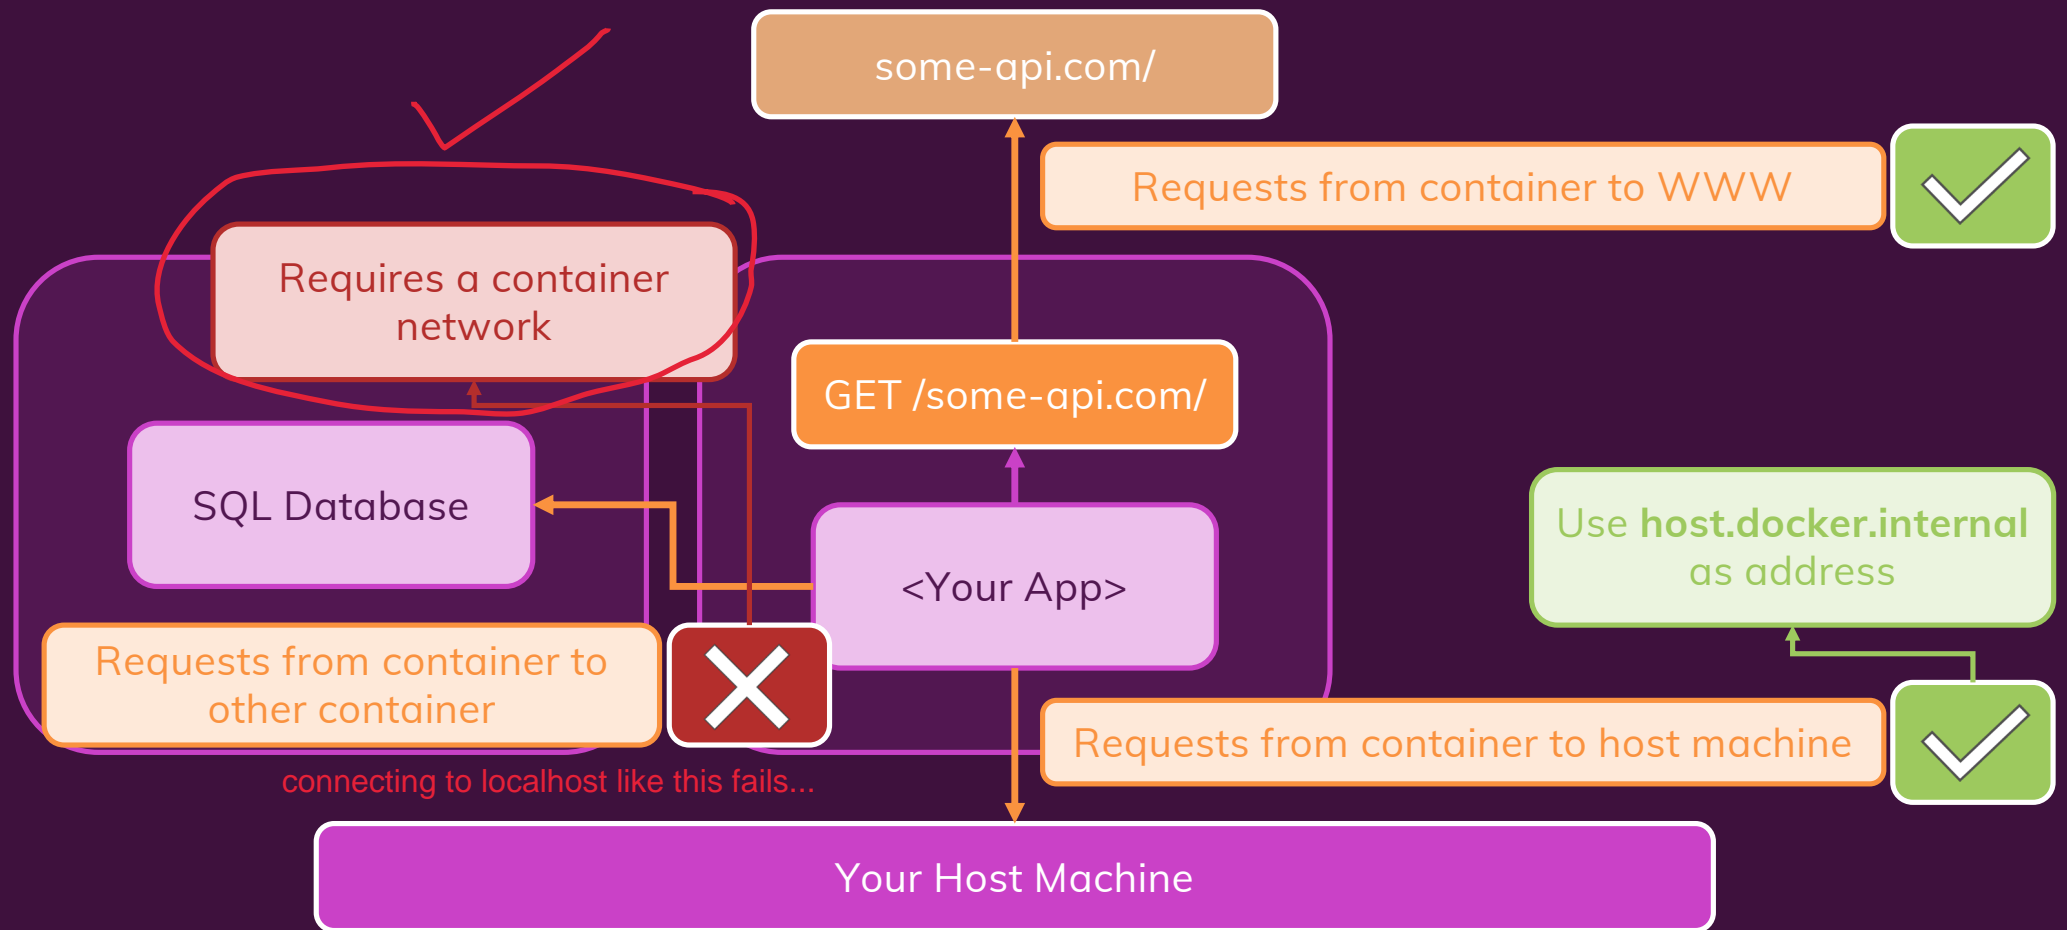 some-api.com/
Requests from container to WWW
Requires a container
network
GET /some-api.com/
SQL Database
<Your App>
Use host.docker.internal
as address
Requests from container to
other container
Requests from container to host machine
connecting to localhost like this fails...
Your Host Machine